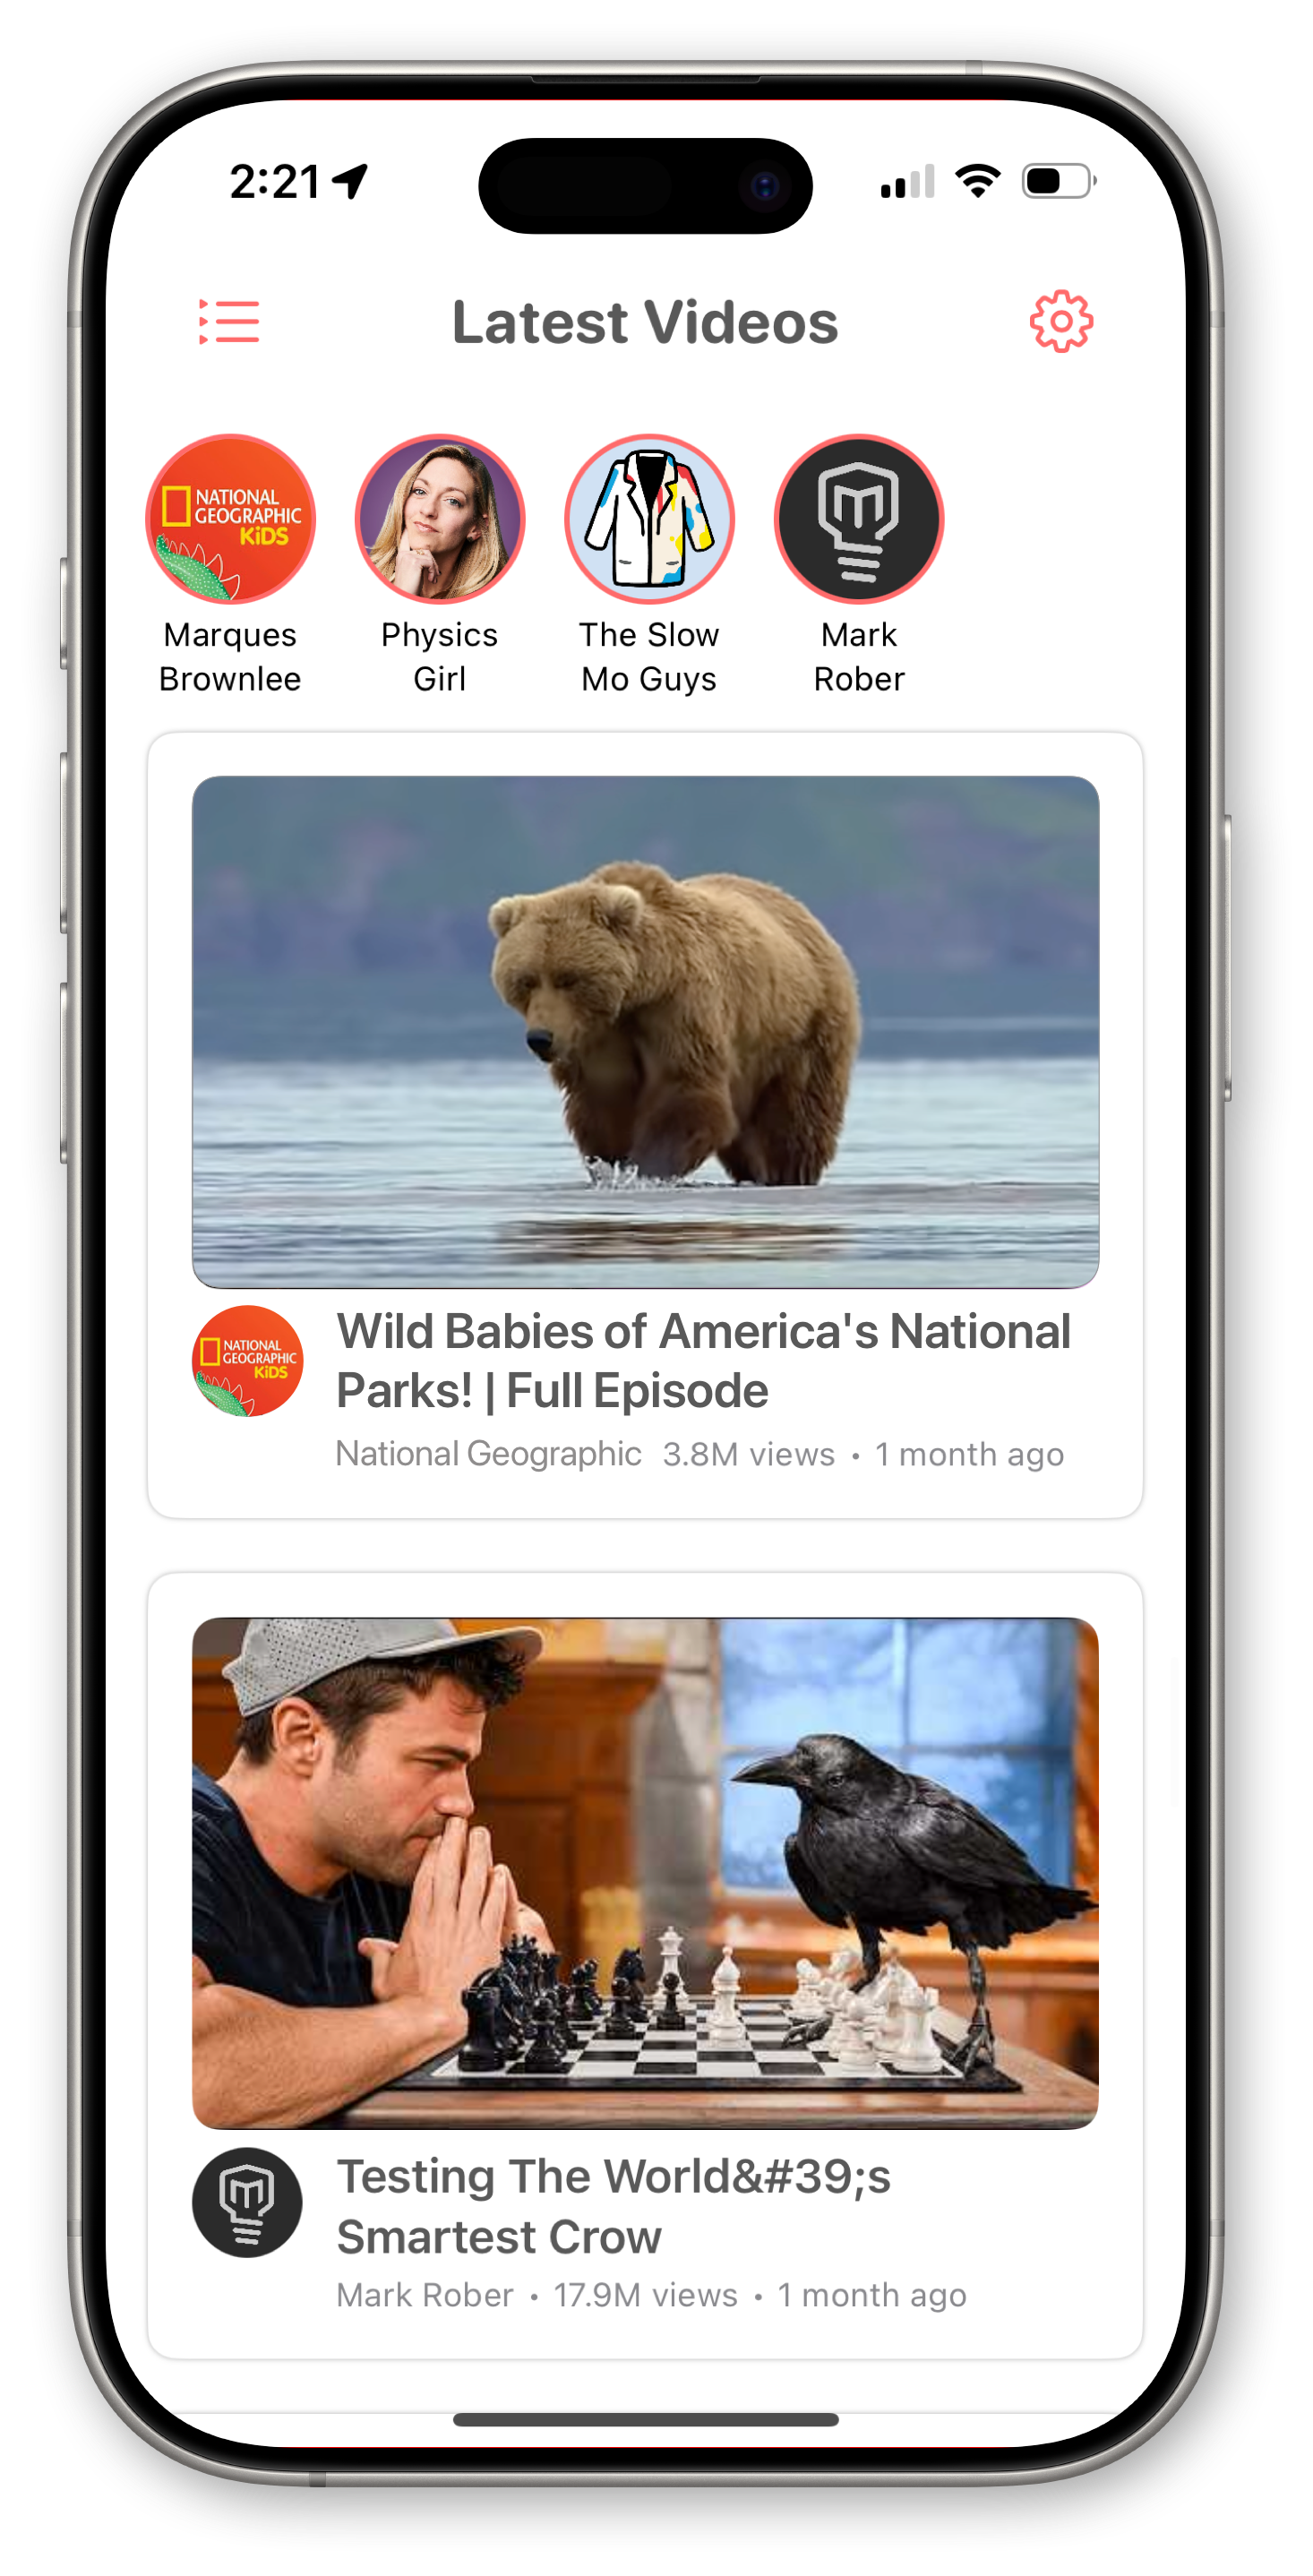 2:21
Latest Videos
NATIONAL
GEOGRAPHIC
KiDS
Marques
Brownlee
Physics
Girl
The Slow
Mo Guys
Mark
Rober
NATIONAL
GEOGRAPHIC
KiDS
Wild Babies of America's National
Parks! | Full Episode
National Geographic 3.8M views • 1 month ago
Testing The World&#39;s
Smartest Crow
Mark Rober • 17.9M views • 1 month ago